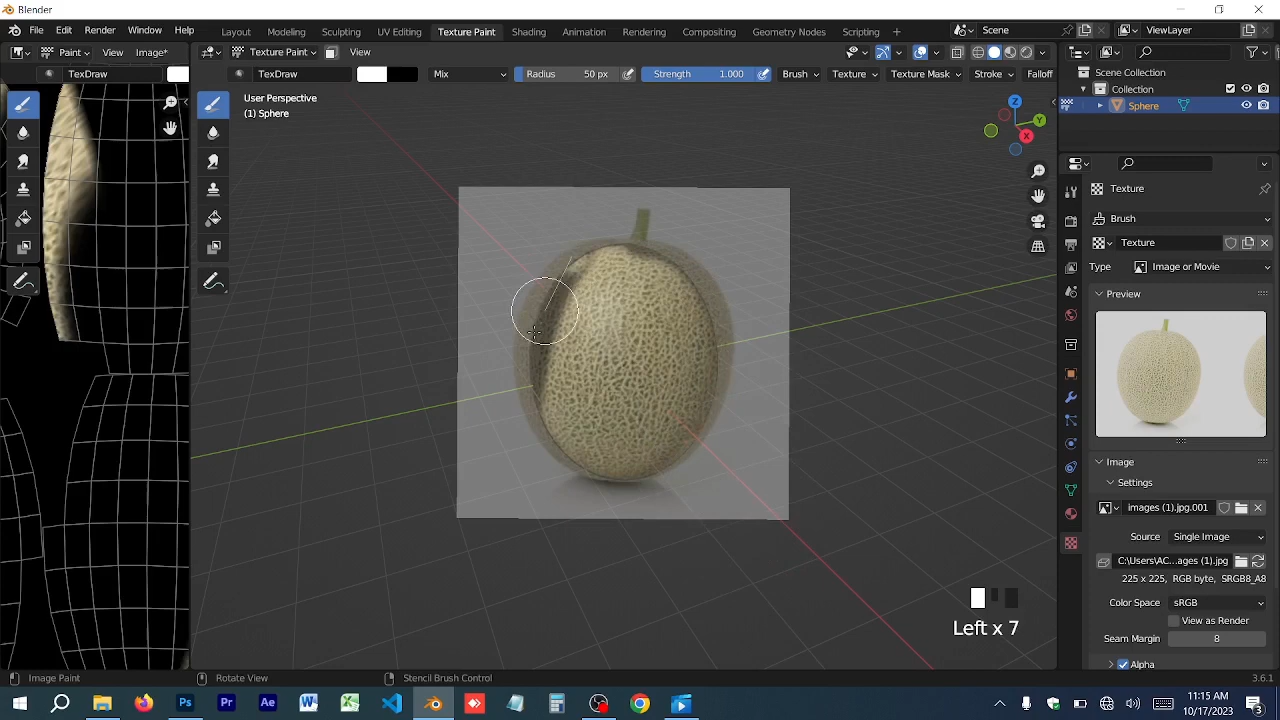 Blender
File Edit Render Window Help
Layout Modeling Sculpting UV Editing Texture Paint Shading Animation Rendering Compositing Geometry Nodes Scripting
Scene ViewLayer
Paint View Image*
Texture Paint View
TexDraw
TexDraw Mix Radius 50 px Strength 1.000 Brush Texture Texture Mask Stroke Falloff
User Perspective
(1) Sphere
Z
Y
X
Scene Collection
Collection
Sphere
Texture
Brush
Texture
Type Image or Movie
Preview
Image
Settings
images (1).jpg.001
Source Single Image
C:\Users\AC...ages (1).jpg
225 x 225, RGB byte, SRGB8_A8
Color Space sRGB
View as Render
Seam Margin 8
Alpha
Left x 7
Image Paint Rotate View Stencil Brush Control 3.6.1
Ps Pr Ae W
11:15 AM
10/17/2023
3